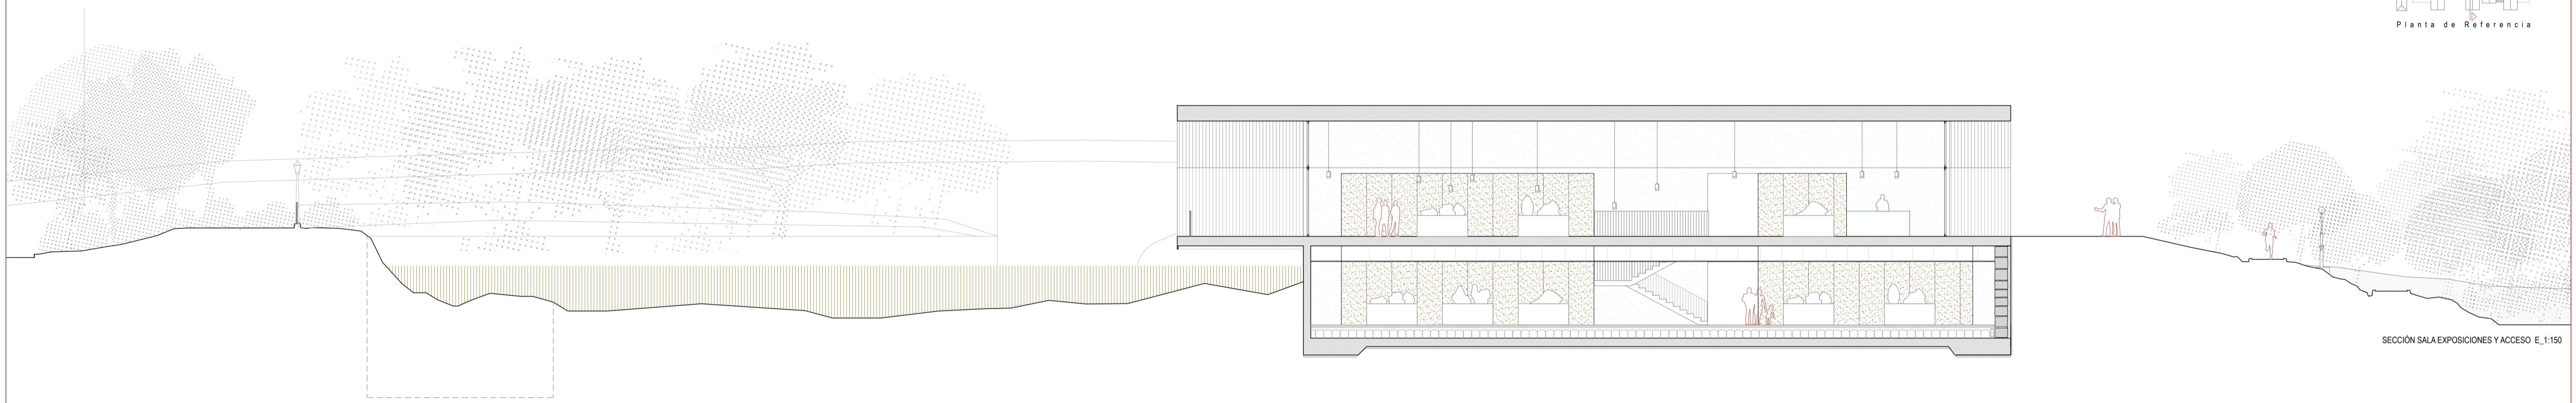 Planta de Referencia
SECCIÓN SALA EXPOSICIONES Y ACCESO E_1:150